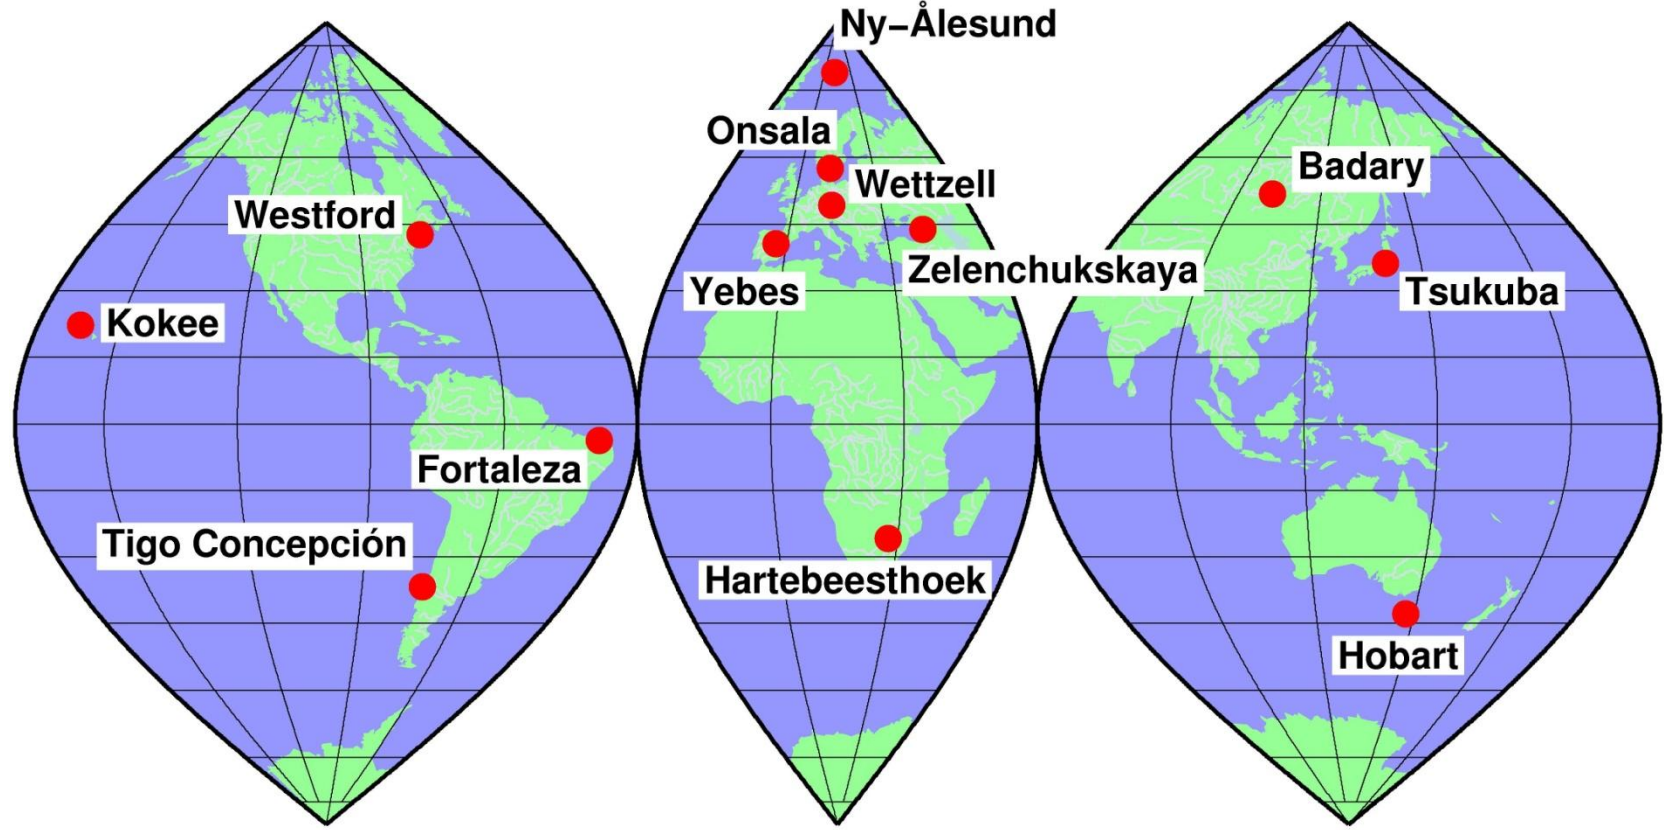 Ny–Ålesund
Onsala
Wettzell
Badary
Westford
Zelenchukskaya
Yebes
Tsukuba
Kokee
Fortaleza
Tigo Concepción
Hartebeesthoek
Hobart